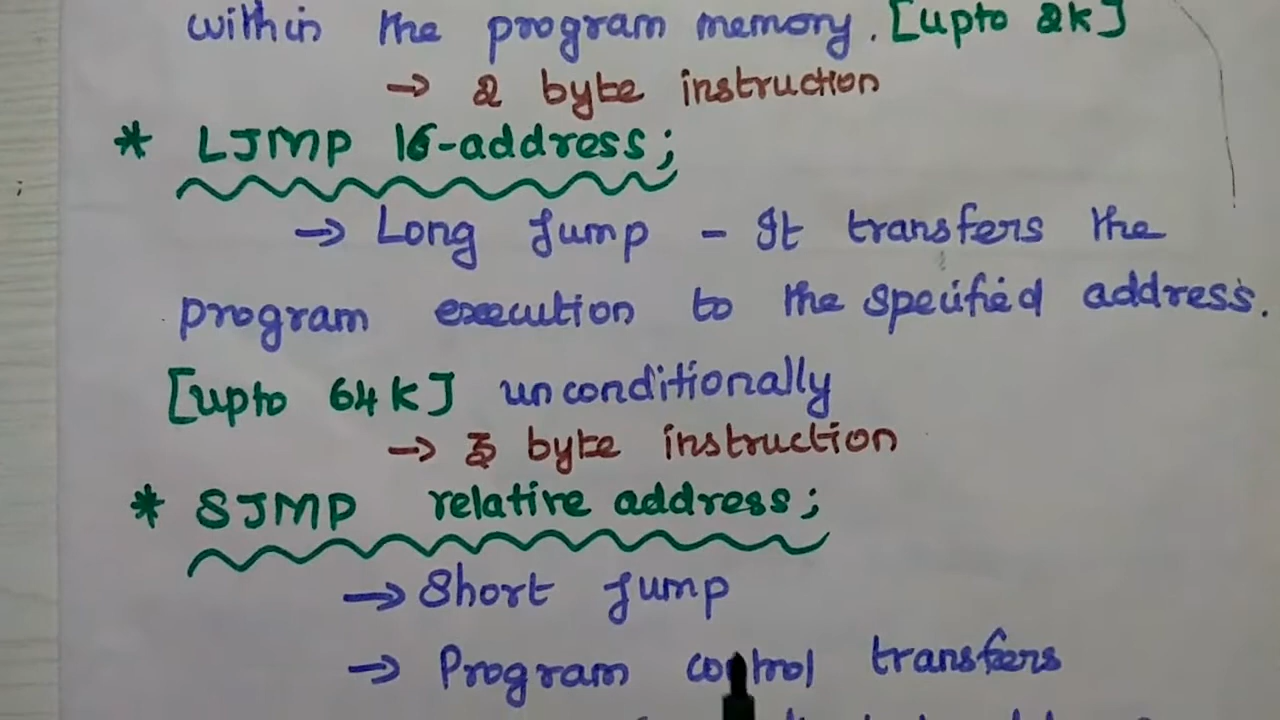 within the program memory. [upto 2K]
→ 2 byte instruction
* LJMP 16-address;
→ Long Jump - It transfers the
program execution to the specified address.
[upto 64K] unconditionally
→ 3 byte instruction
* SJMP relative address;
→ Short Jump
→ Program control transfers